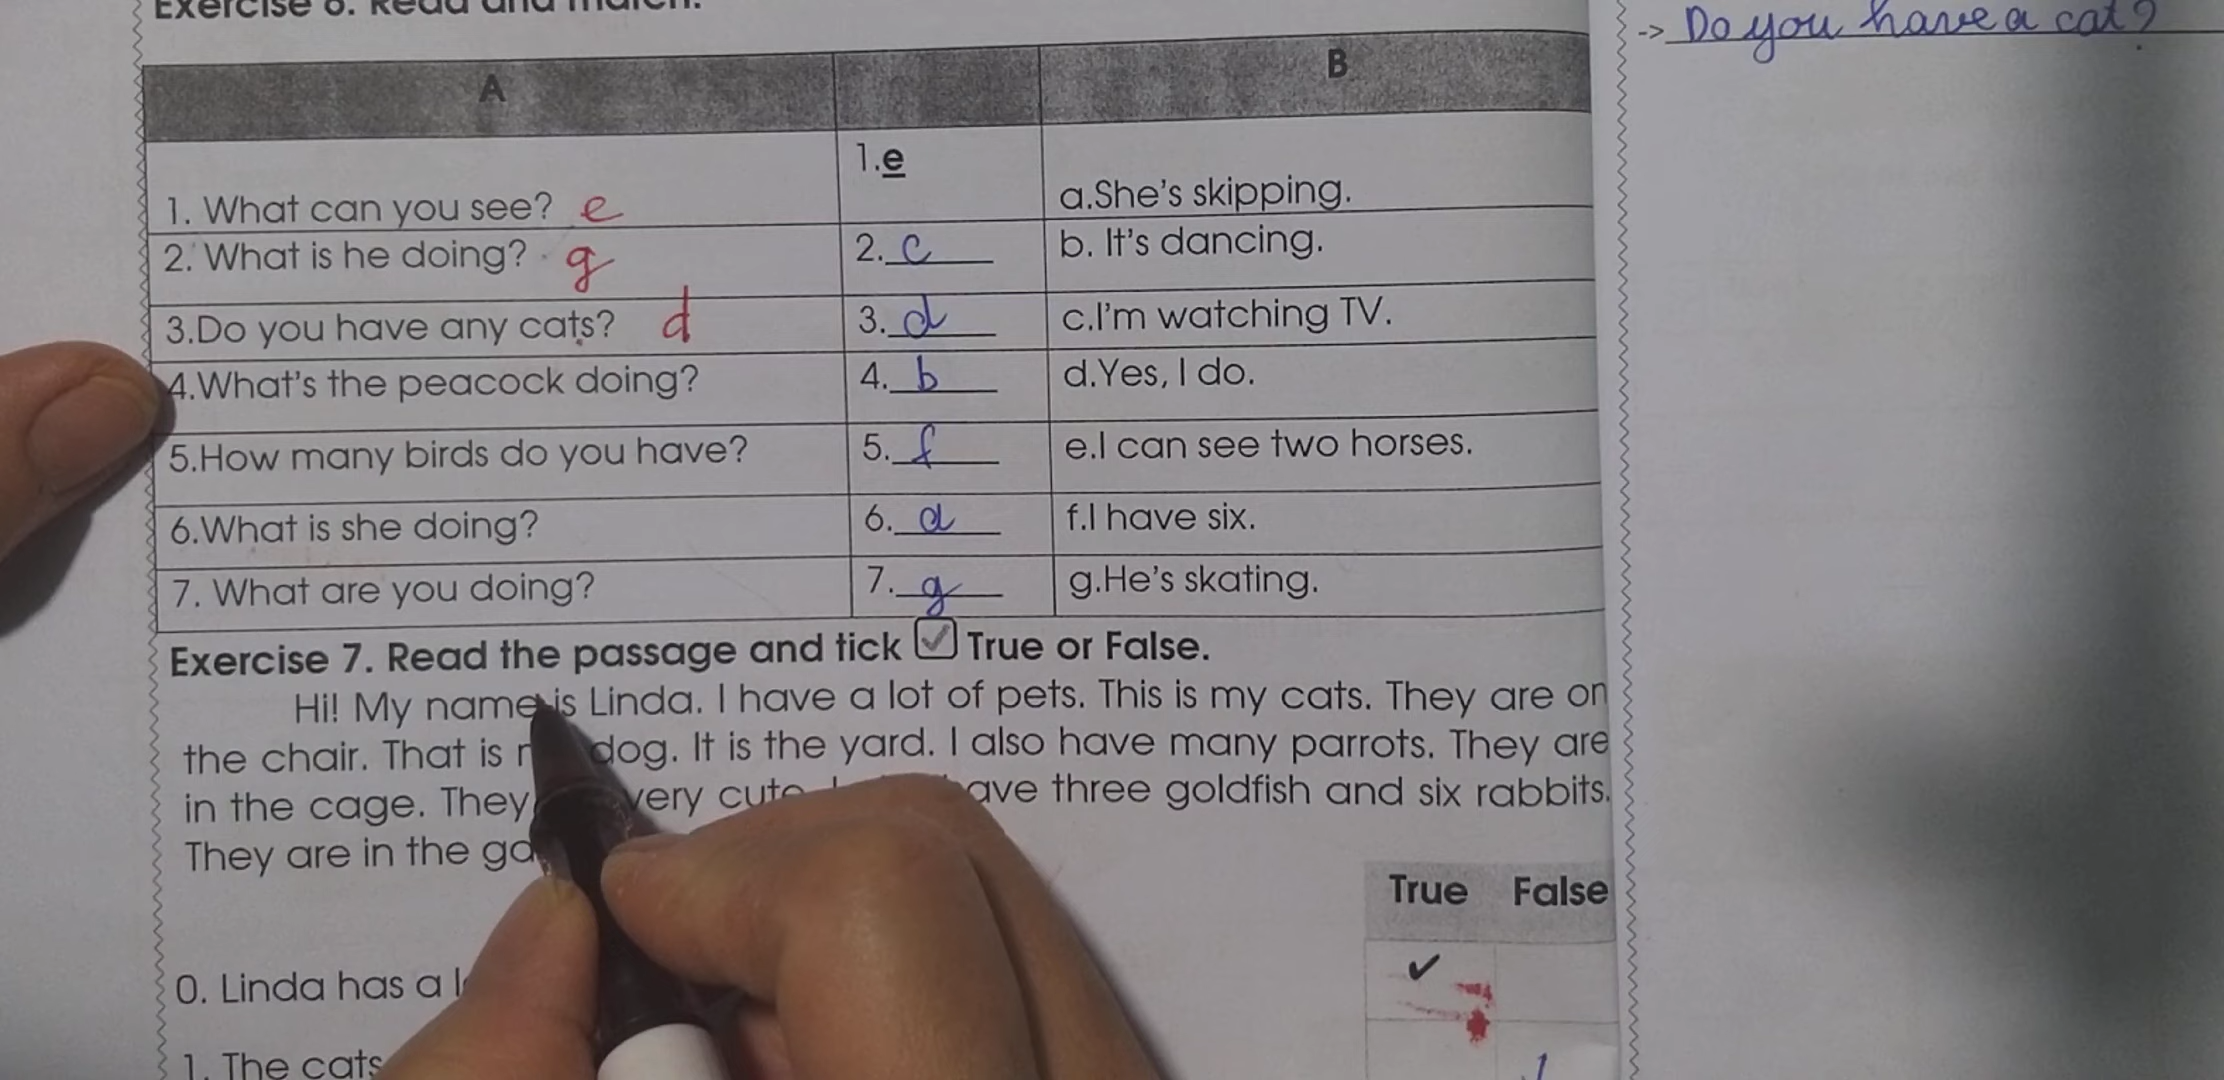 Exercise 6. Read and match.
-> Do you have a cat?
A B
1. What can you see? e 1.e a.She's skipping.
2. What is he doing? g 2. c b. It's dancing.
3.Do you have any cats? d 3. d c.I'm watching TV.
4.What's the peacock doing? 4. b d.Yes, I do.
5.How many birds do you have? 5. f e.I can see two horses.
6.What is she doing? 6. a f.I have six.
7. What are you doing? 7. g g.He's skating.
Exercise 7. Read the passage and tick ✓ True or False.
Hi! My name is Linda. I have a lot of pets. This is my cats. They are on
the chair. That is dog. It is the yard. I also have many parrots. They are
in the cage. They very three goldfish and six rabbits.
They are in the
True False
0. Linda has a ✓
1. The cats